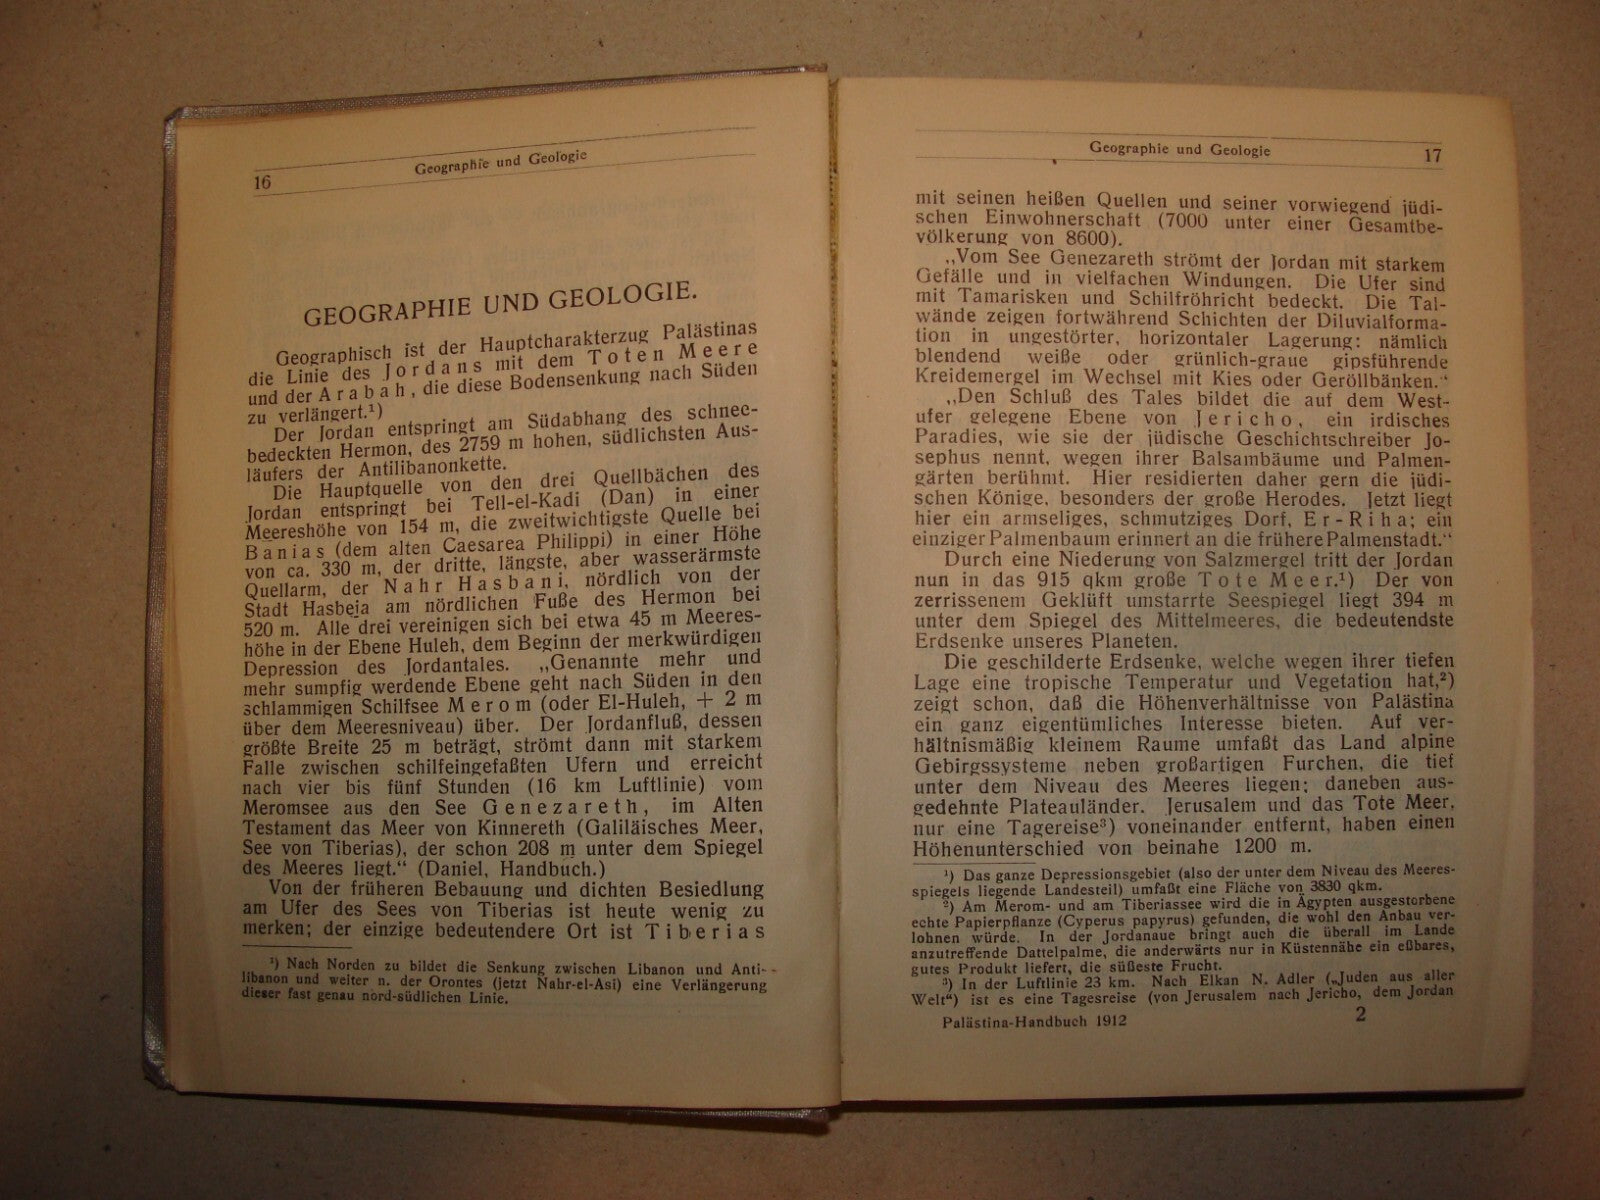 16
Geographie und Geologie
GEOGRAPHIE UND GEOLOGIE.
Geographisch ist der Hauptcharakterzug Palästinas
die Linie des Jordans mit dem Toten Meere
und der Arabah, die diese Bodensenkung nach Süden
zu verlängert.¹)
Der Jordan entspringt am Südabhang des schnee-
bedeckten Hermon, des 2759 m hohen, südlichsten Aus-
läufers der Antilibanonkette.
Die Hauptquelle von den drei Quellbächen des
Jordan entspringt bei Tell-el-Kadi (Dan) in einer
Meereshöhe von 154 m, die zweitwichtigste Quelle bei
Banias (dem alten Caesarea Philippi) in einer Höhe
von ca. 330 m, der dritte, längste, aber wasserärmste
Quellarm, der Nahr Hasbani, nördlich von der
Stadt Hasbeja am nördlichen Fuße des Hermon bei
520 m. Alle drei vereinigen sich bei etwa 45 m Meeres-
höhe in der Ebene Huleh, dem Beginn der merkwürdigen
Depression des Jordantales. „Genannte mehr und
mehr sumpfig werdende Ebene geht nach Süden in den
schlammigen Schilfsee Merom (oder El-Huleh, + 2 m
über dem Meeresniveau) über. Der Jordanfluß, dessen
größte Breite 25 m beträgt, strömt dann mit starkem
Falle zwischen schilfeingefaßten Ufern und erreicht
nach vier bis fünf Stunden (16 km Luftlinie) vom
Meromsee aus den See Genezareth, im Alten
Testament das Meer von Kinnereth (Galiläisches Meer,
See von Tiberias), der schon 208 m unter dem Spiegel
des Meeres liegt.“ (Daniel, Handbuch.)
Von der früheren Bebauung und dichten Besiedlung
am Ufer des Sees von Tiberias ist heute wenig zu
merken; der einzige bedeutendere Ort ist Tiberias
¹) Nach Norden zu bildet die Senkung zwischen Libanon und Anti-
libanon und weiter n. der Orontes (jetzt Nahr-el-Asi) eine Verlängerung
dieser fast genau nord-südlichen Linie.
Geographie und Geologie
17
mit seinen heißen Quellen und seiner vorwiegend jüdi-
schen Einwohnerschaft (7000 unter einer Gesamtbe-
völkerung von 8600).
„Vom See Genezareth strömt der Jordan mit starkem
Gefälle und in vielfachen Windungen. Die Ufer sind
mit Tamarisken und Schilfröhricht bedeckt. Die Tal-
wände zeigen fortwährend Schichten der Diluvialforma-
tion in ungestörter, horizontaler Lagerung: nämlich
blendend weiße oder grünlich-graue gipsführende
Kreidemergel im Wechsel mit Kies oder Geröllbänken.“
„Den Schluß des Tales bildet die auf dem West-
ufer gelegene Ebene von Jericho, ein irdisches
Paradies, wie sie der jüdische Geschichtschreiber Jo-
sephus nennt, wegen ihrer Balsambäume und Palmen-
gärten berühmt. Hier residierten daher gern die jüdi-
schen Könige, besonders der große Herodes. Jetzt liegt
hier ein armseliges, schmutziges Dorf, Er-Riha; ein
einziger Palmenbaum erinnert an die frühere Palmenstadt.“
Durch eine Niederung von Salzmergel tritt der Jordan
nun in das 915 qkm große Tote Meer.¹) Der von
zerrissenem Geklüft umstarrte Seespiegel liegt 394 m
unter dem Spiegel des Mittelmeeres, die bedeutendste
Erdsenke unseres Planeten.
Die geschilderte Erdsenke, welche wegen ihrer tiefen
Lage eine tropische Temperatur und Vegetation hat,²)
zeigt schon, daß die Höhenverhältnisse von Palästina
ein ganz eigentümliches Interesse bieten. Auf ver-
hältnismäßig kleinem Raume umfaßt das Land alpine
Gebirgssysteme neben großartigen Furchen, die tief
unter dem Niveau des Meeres liegen; daneben aus-
gedehnte Plateauländer. Jerusalem und das Tote Meer,
nur eine Tagereise³) voneinander entfernt, haben einen
Höhenunterschied von beinahe 1200 m.
¹) Das ganze Depressionsgebiet (also der unter dem Niveau des Meeres-
spiegels liegende Landesteil) umfaßt eine Fläche von 3830 qkm.
²) Am Merom- und am Tiberiassee wird die in Ägypten ausgestorbene
echte Papierpflanze (Cyperus papyrus) gefunden, die wohl den Anbau ver-
lohnen würde. In der Jordanaue bringt auch die überall im Lande
anzutreffende Dattelpalme, die anderwärts nur in Küstennähe ein eßbares,
gutes Produkt liefert, die süßeste Frucht.
³) In der Luftlinie 23 km. Nach Elkan N. Adler („Juden aus aller
Welt“) ist es eine Tagesreise (von Jerusalem nach Jericho, dem Jordan
Palästina-Handbuch 1912
2